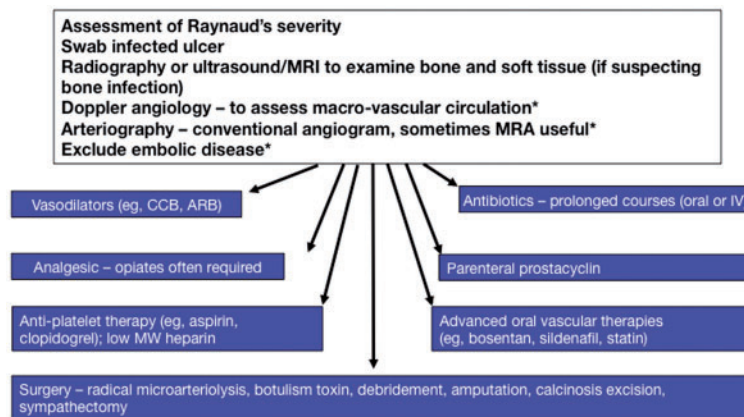 Assessment of Raynaud's severity
Swab infected ulcer
Radiography or ultrasound/MRI to examine bone and soft tissue (if suspecting
bone infection)
Doppler angiology – to assess macro-vascular circulation*
Arteriography – conventional angiogram, sometimes MRA useful*
Exclude embolic disease*
Vasodilators (eg, CCB, ARB)
Antibiotics – prolonged courses (oral or IV
Analgesic – opiates often required
Parenteral prostacyclin
Anti-platelet therapy (eg, aspirin,
clopidogrel); low MW heparin
Advanced oral vascular therapies
(eg, bosentan, sildenafil, statin)
Surgery – radical microarteriolysis, botulism toxin, debridement, amputation, calcinosis excision,
sympathectomy